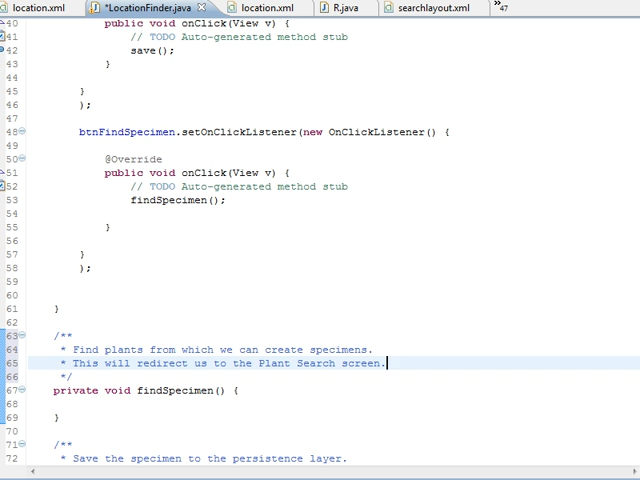 location.xml *LocationFinder.java location.xml R.java searchlayout.xml »47
40 public void onClick(View v) {
41 // TODO Auto-generated method stub
42 save();
43 }
44
45 }
46 );
47
48 btnFindSpecimen.setOnClickListener(new OnClickListener() {
49
50 @Override
51 public void onClick(View v) {
52 // TODO Auto-generated method stub
53 findSpecimen();
54
55 }
56
57 }
58 );
59
60
61 }
62
63 /**
64 * Find plants from which we can create specimens.
65 * This will redirect us to the Plant Search screen.
66 */
67 private void findSpecimen() {
68
69 }
70
71 /**
72 * Save the specimen to the persistence layer.